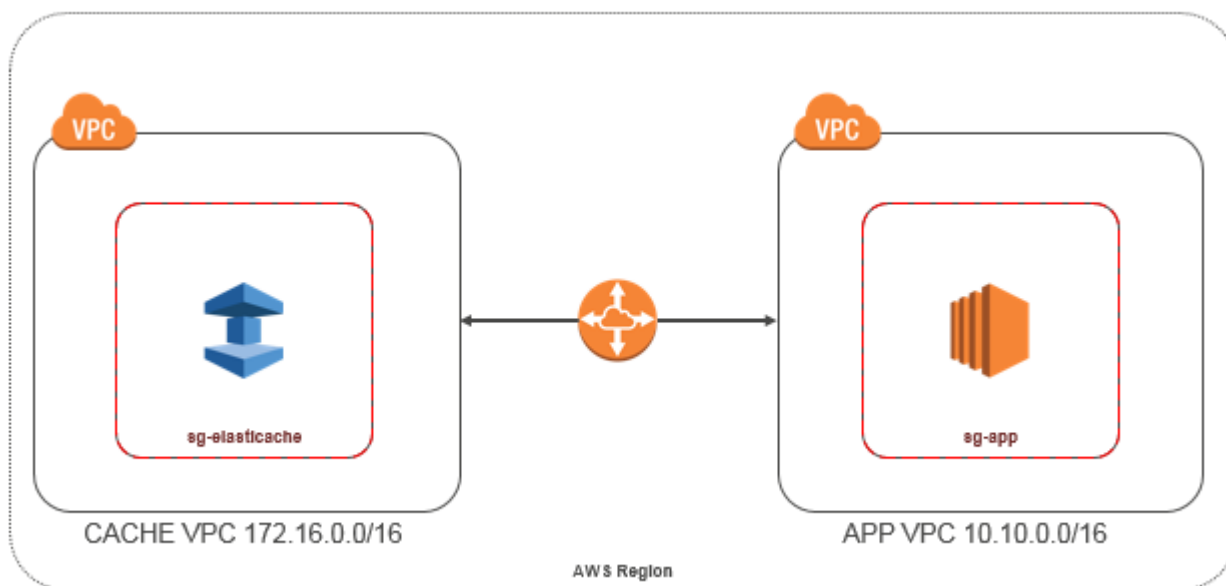 VPC
VPC
sg-elasticache
sg-app
CACHE VPC 172.16.0.0/16
APP VPC 10.10.0.0/16
AWS Region